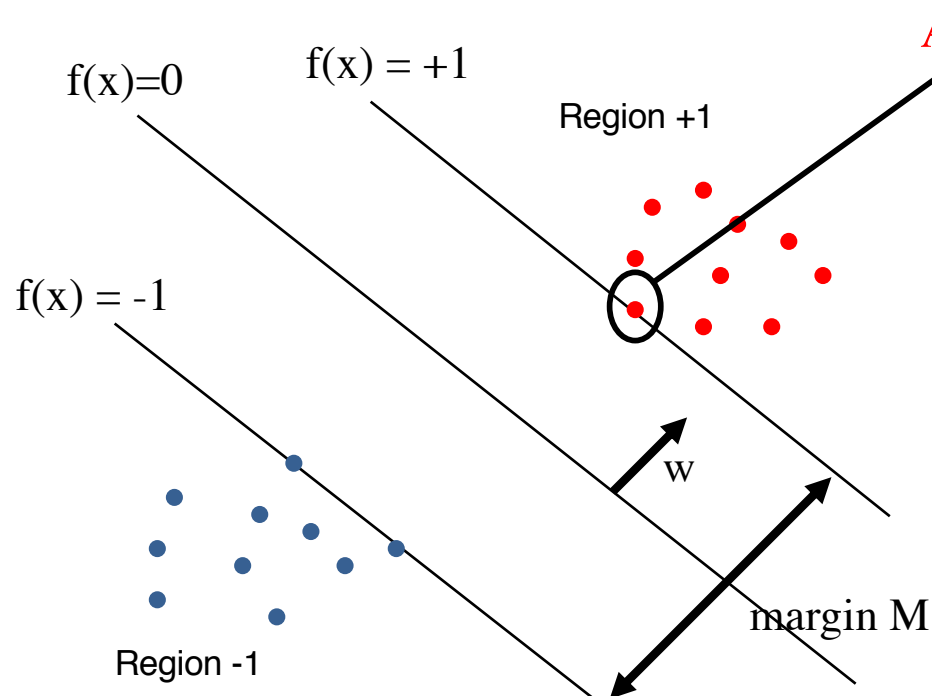 f(x)=0
f(x) = +1
Region +1
f(x) = -1
w
margin M
Region -1